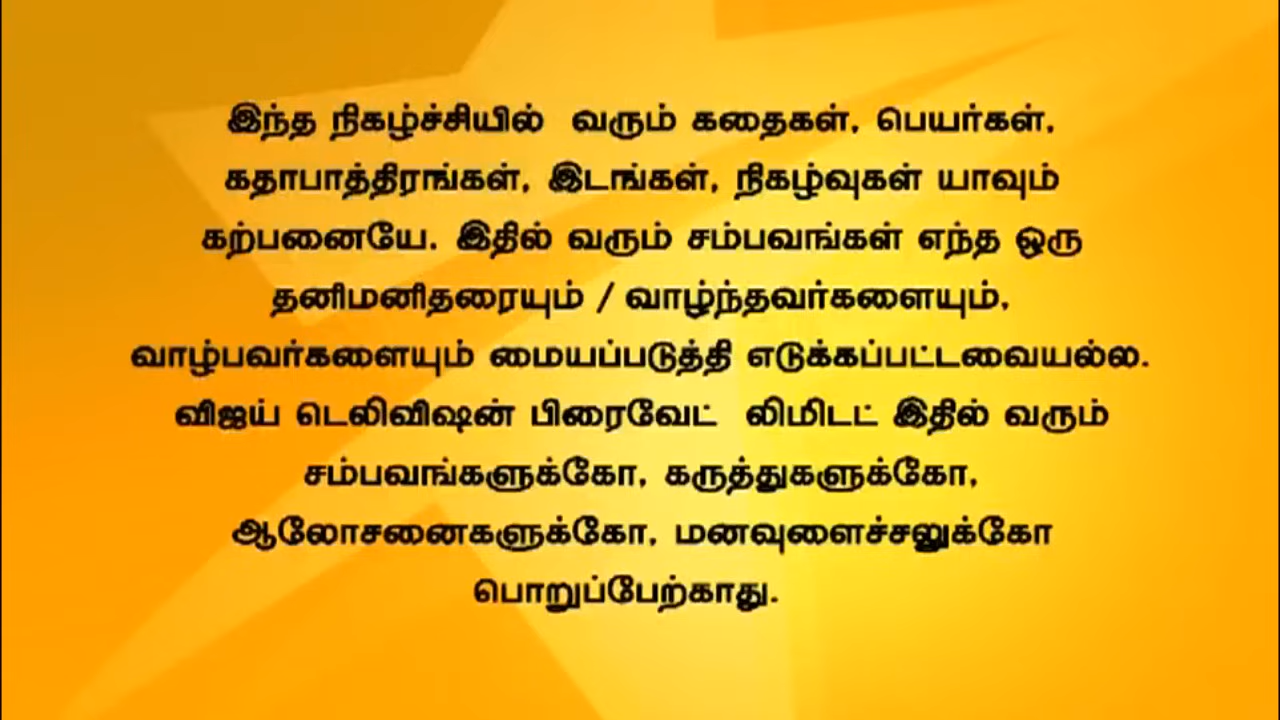 இந்த நிகழ்ச்சியில் வரும் கதைகள், பெயர்கள்,
கதாபாத்திரங்கள், இடங்கள், நிகழ்வுகள் யாவும்
கற்பனையே. இதில் வரும் சம்பவங்கள் எந்த ஒரு
தனிமனிதரையும் / வாழ்ந்தவர்களையும்,
வாழ்பவர்களையும் மையப்படுத்தி எடுக்கப்பட்டவையல்ல.
விஜய் டெலிவிஷன் பிரைவேட் லிமிடட் இதில் வரும்
சம்பவங்களுக்கோ, கருத்துகளுக்கோ,
ஆலோசனைகளுக்கோ, மனவுளைச்சலுக்கோ
பொறுப்பேற்காது.